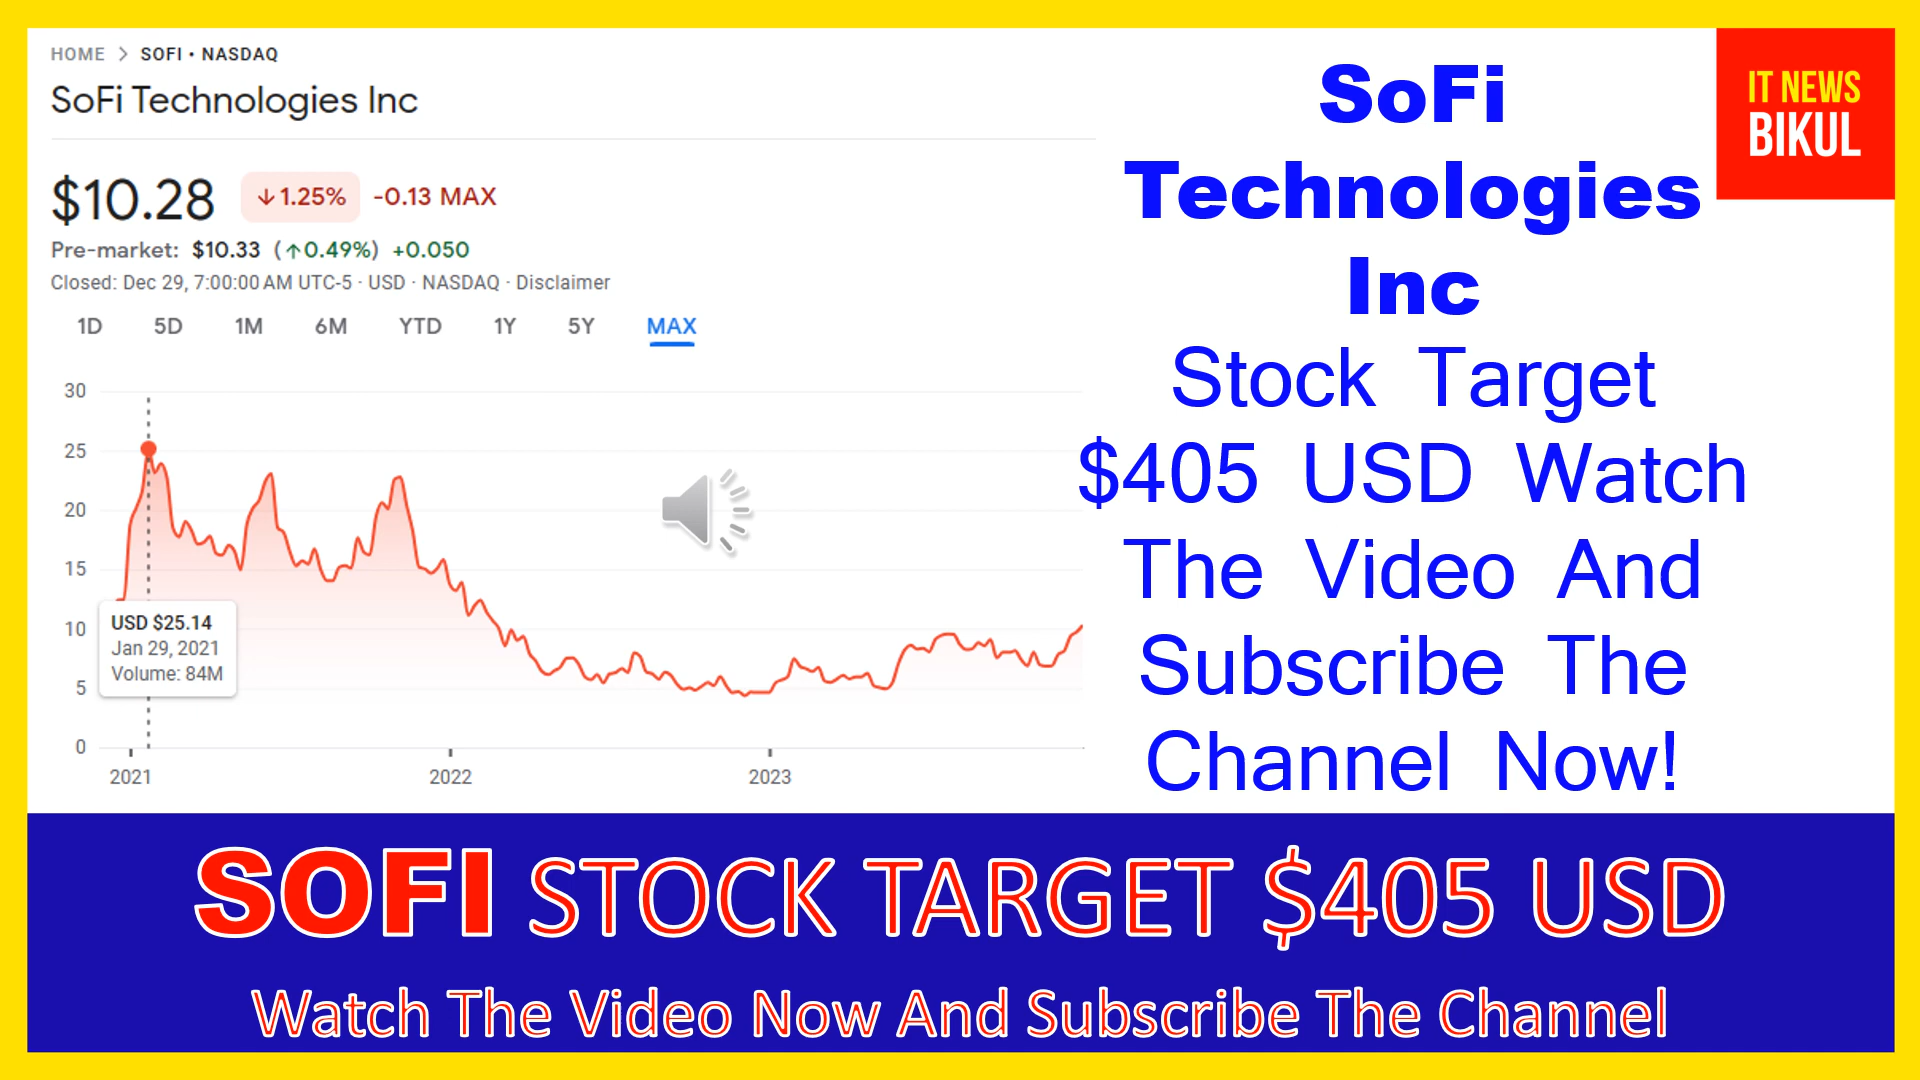 HOME > SOFI • NASDAQ
SoFi Technologies Inc
$10.28 ↓1.25% -0.13 MAX
Pre-market: $10.33 (↑0.49%) +0.050
Closed: Dec 29, 7:00:00 AM UTC-5 · USD · NASDAQ · Disclaimer
1D 5D 1M 6M YTD 1Y 5Y MAX
30
25
20
15
10
5
0
USD $25.14
Jan 29, 2021
Volume: 84M
2021 2022 2023
SoFi
Technologies
Inc
Stock Target
$405 USD Watch
The Video And
Subscribe The
Channel Now!
IT NEWS
BIKUL
SOFI STOCK TARGET $405 USD
Watch The Video Now And Subscribe The Channel